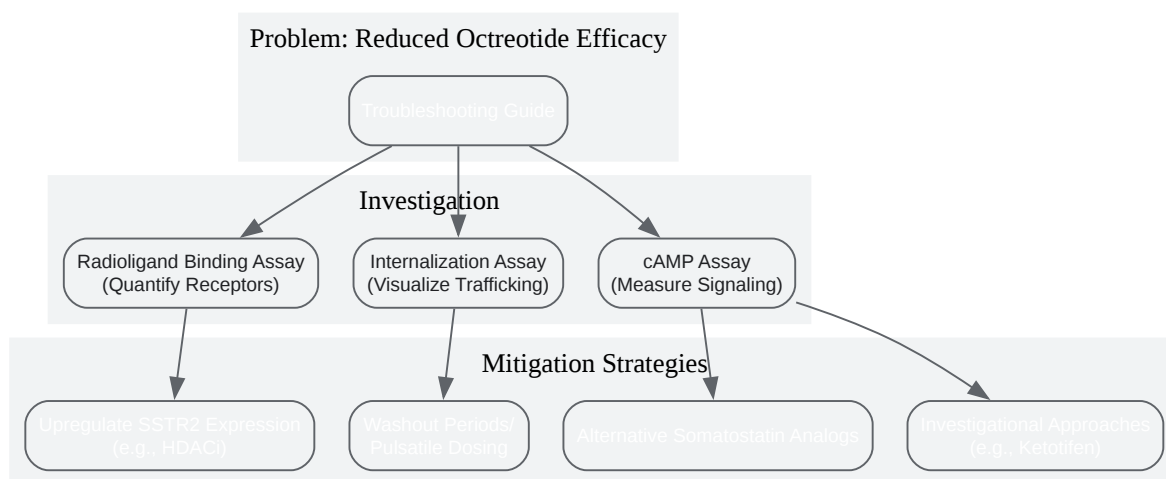 Problem: Reduced Octreotide Efficacy
Troubleshooting Guide
Investigation
Radioligand Binding Assay
(Quantify Receptors)
Internalization Assay
(Visualize Trafficking)
cAMP Assay
(Measure Signaling)
Mitigation Strategies
Upregulate SSTR2 Expression
(e.g., HDACi)
Washout Periods/
Pulsatile Dosing
Alternative Somatostatin Analogs
Investigational Approaches
(e.g., Ketotifen)